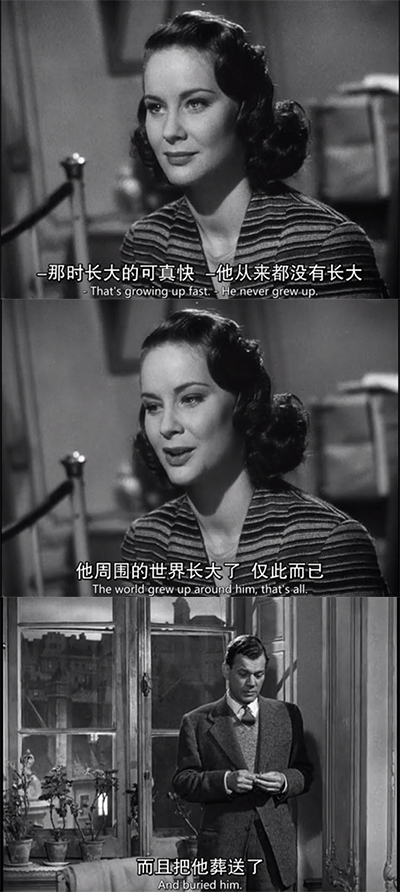 –那时长大的可真快 –他从来都没有长大
- That's growing up fast. - He never grew up.
他周围的世界长大了 仅此而已
The world grew up around him, that's all.
而且把他葬送了
And buried him.